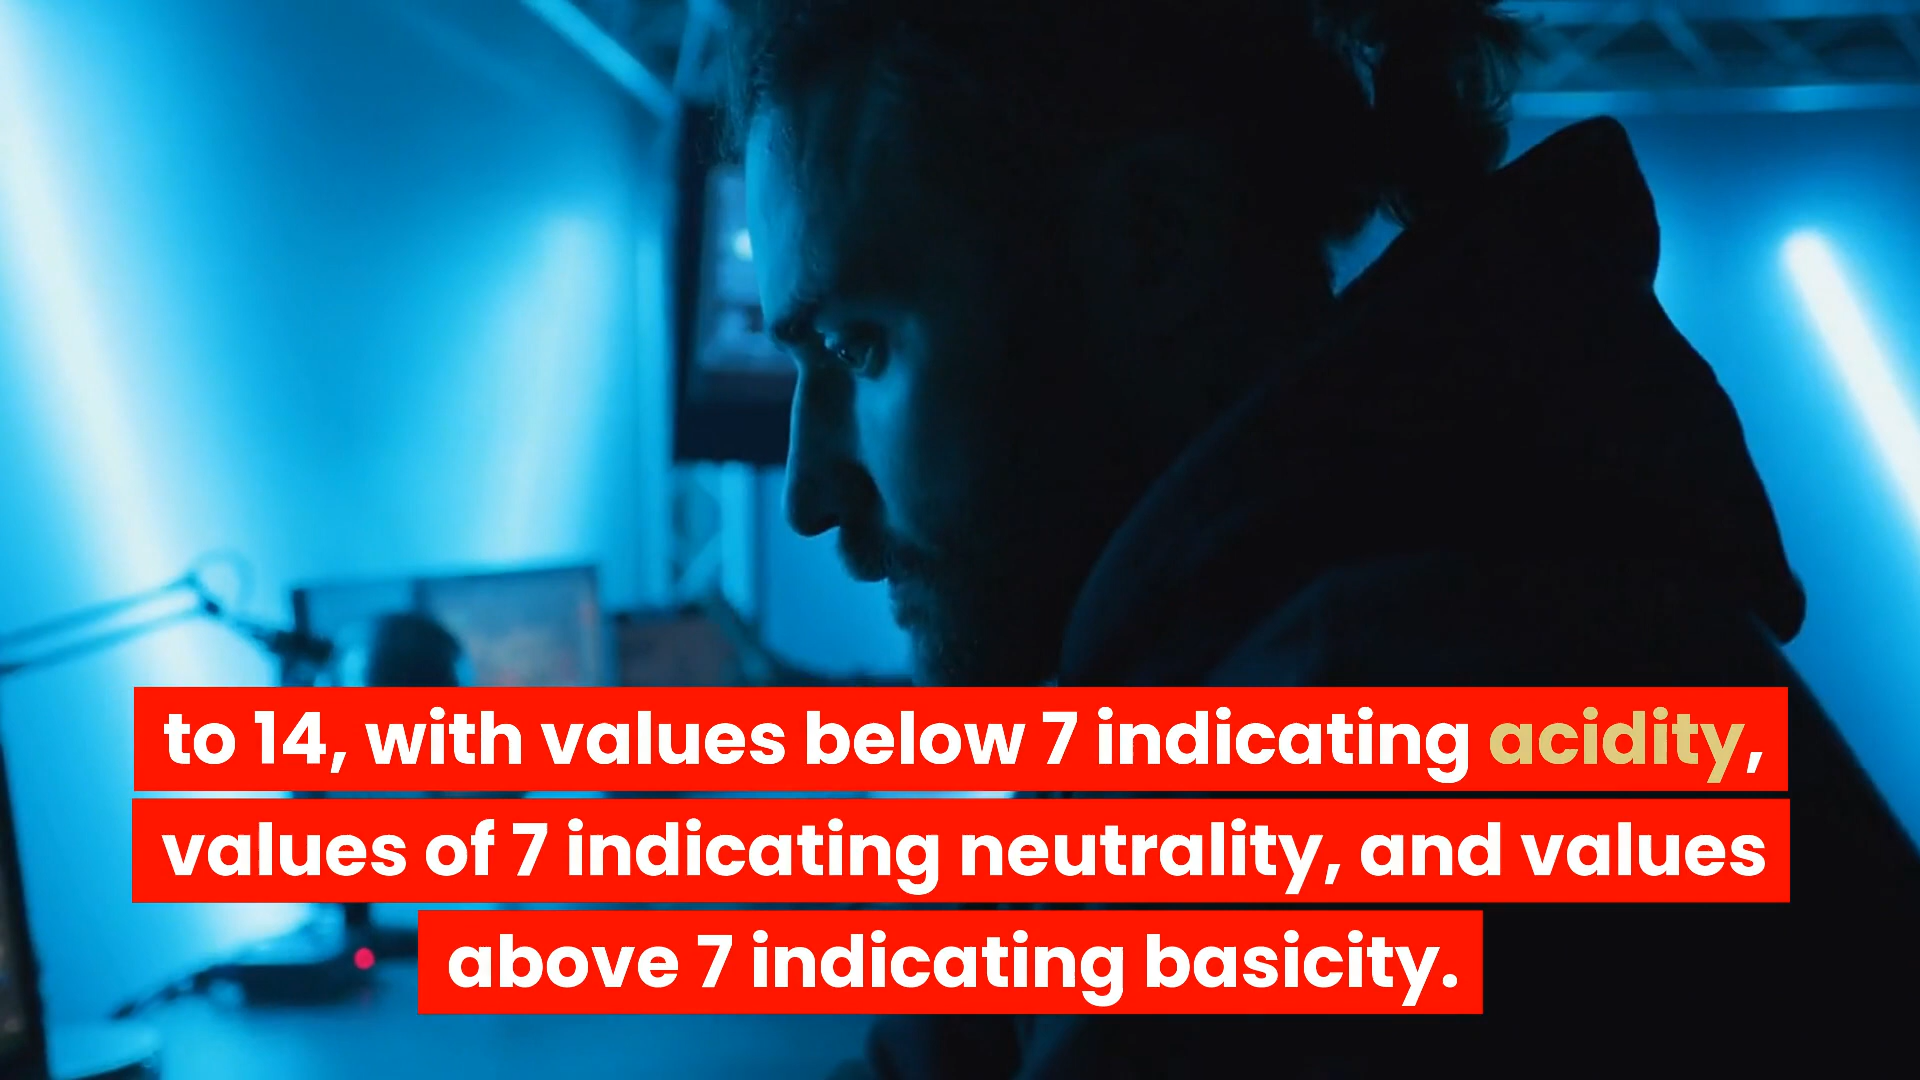 to 14, with values below 7 indicating acidity,
values of 7 indicating neutrality, and values
above 7 indicating basicity.